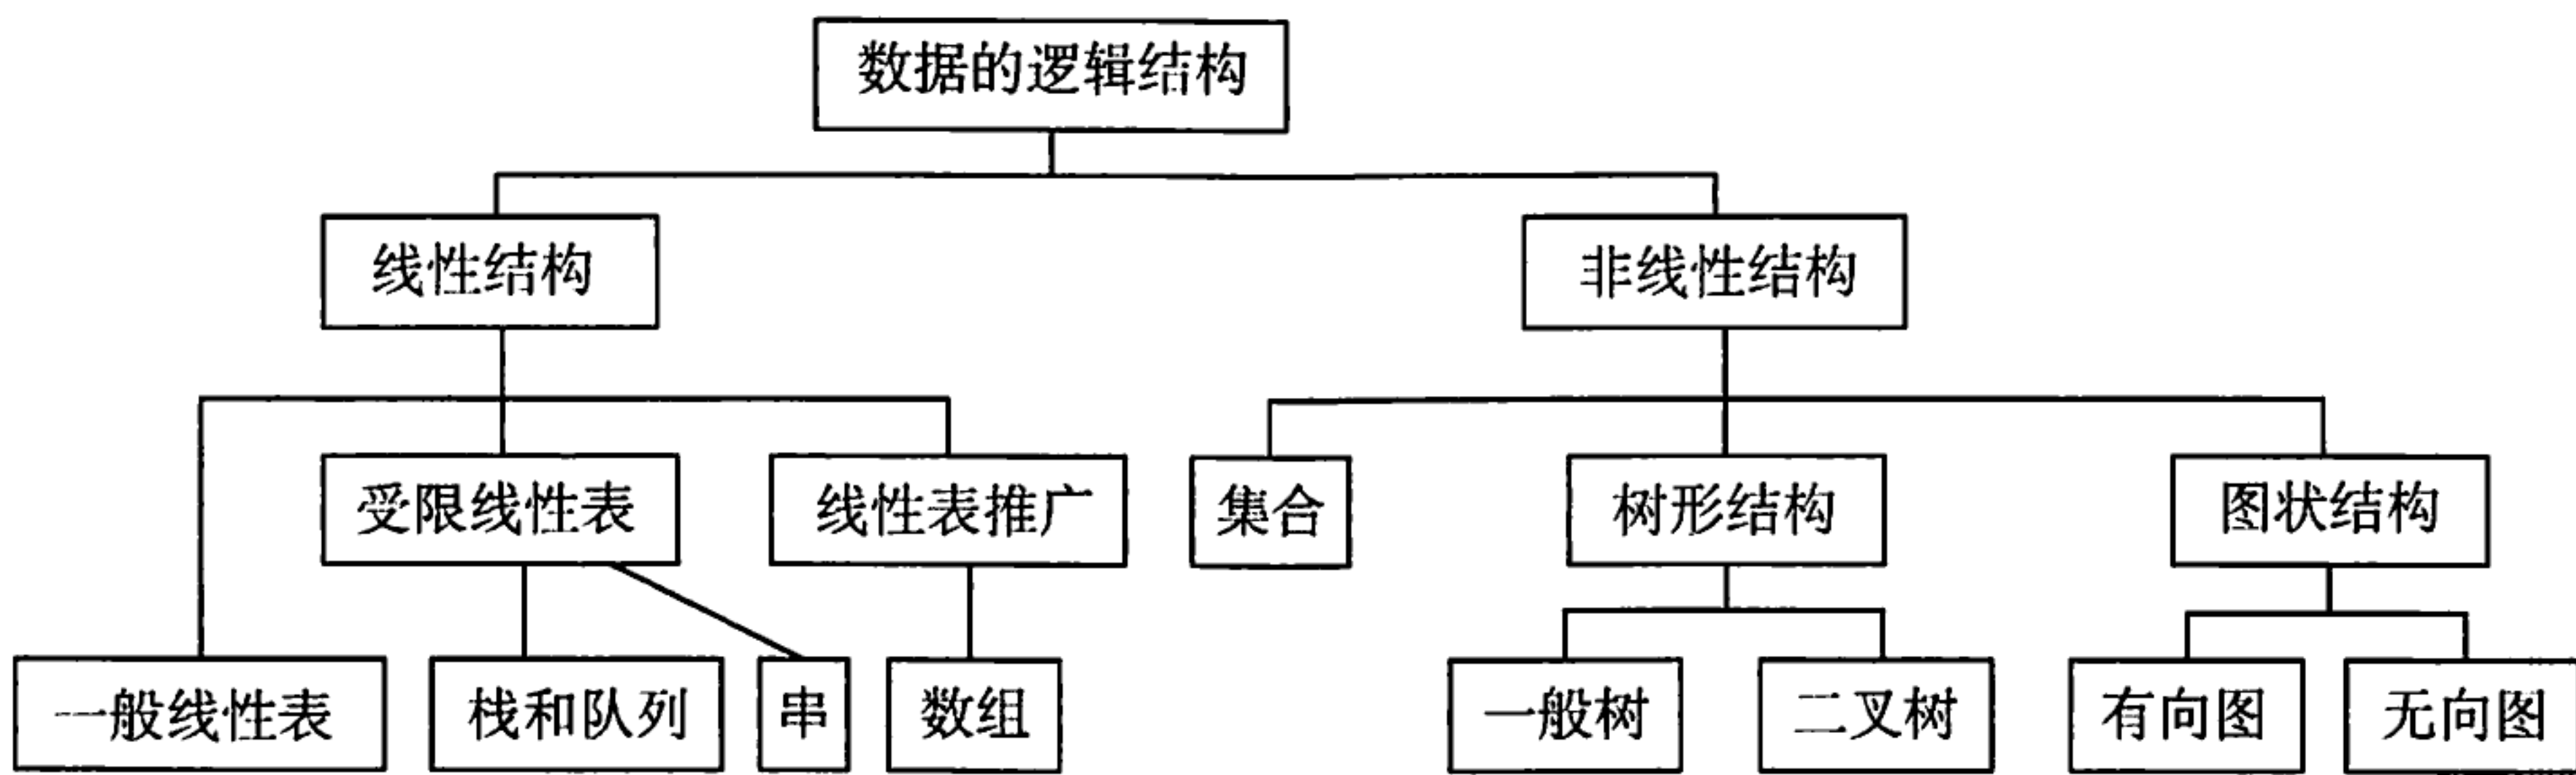 数据的逻辑结构
线性结构
非线性结构
受限线性表
线性表推广
集合
树形结构
图状结构
一般线性表
栈和队列
串
数组
一般树
二叉树
有向图
无向图